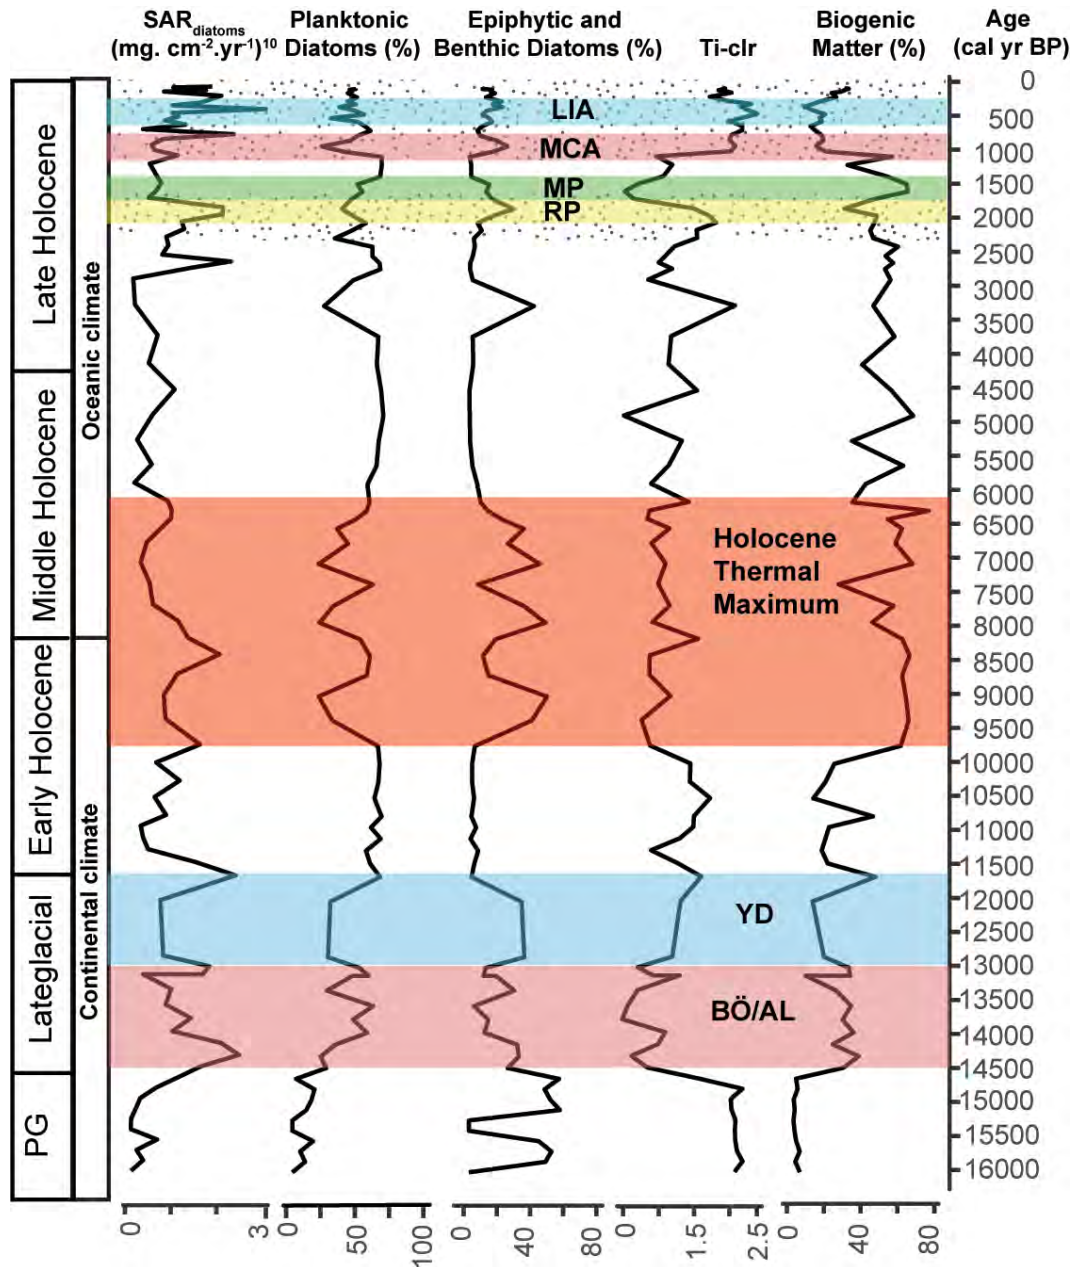 SARdiatoms
(mg. cm-2.yr-1)10
Planktonic
Diatoms (%)
Epiphytic and
Benthic Diatoms (%)
Ti-clr
Biogenic
Matter (%)
Age
(cal yr BP)
Late Holocene
Middle Holocene
Early Holocene
Lateglacial
PG
Oceanic climate
Continental climate
LIA
MCA
MP
RP
Holocene
Thermal
Maximum
YD
BÖ/AL
0
500
1000
1500
2000
2500
3000
3500
4000
4500
5000
5500
6000
6500
7000
7500
8000
8500
9000
9500
10000
10500
11000
11500
12000
12500
13000
13500
14000
14500
15000
15500
16000
0
3
0
50
100
0
40
80
0
1.5
2.5
0
40
80